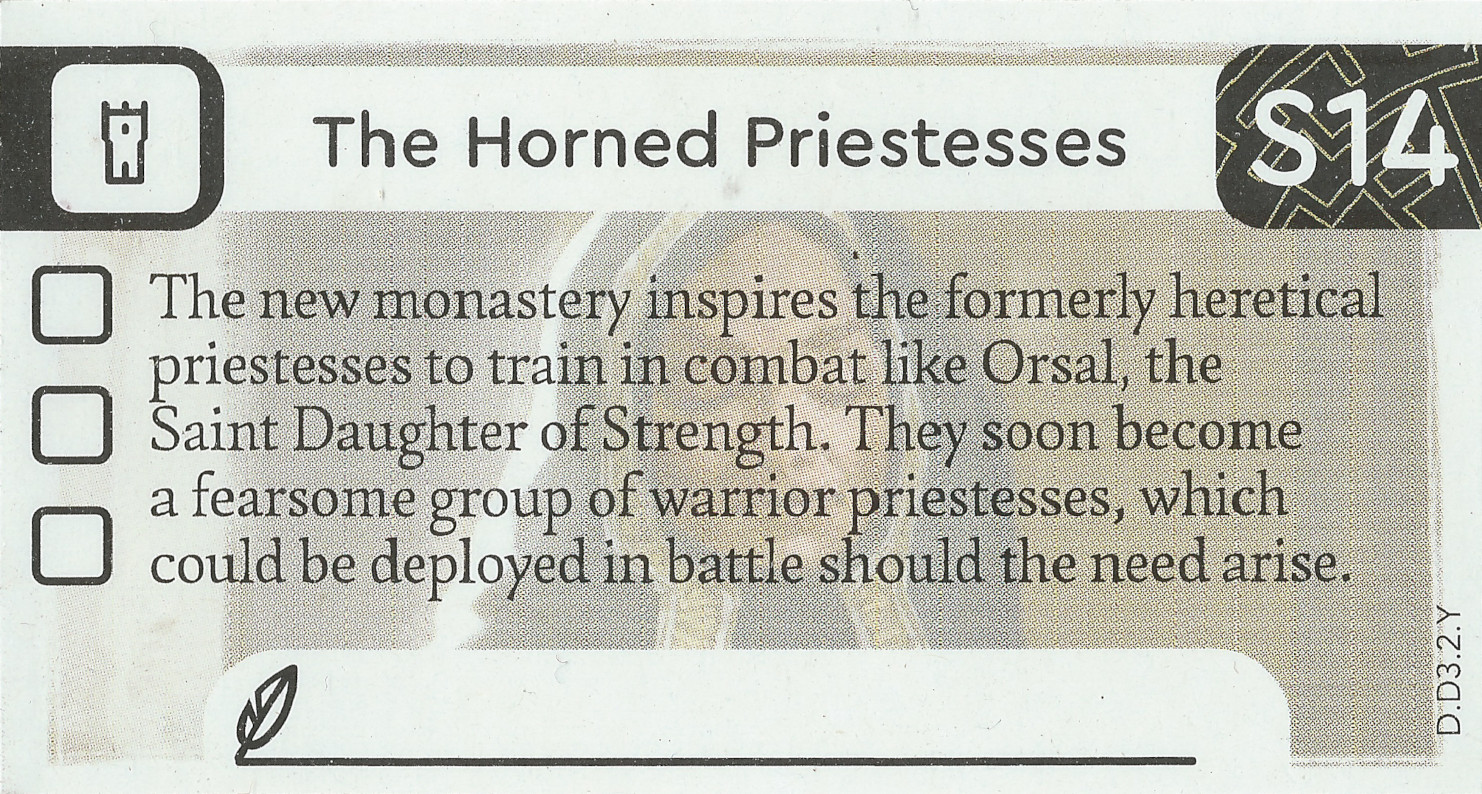 The Horned Priestesses
S14
The new monastery inspires the formerly heretical
priestesses to train in combat like Orsal, the
Saint Daughter of Strength. They soon become
a fearsome group of warrior priestesses, which
could be deployed in battle should the need arise.
D.D3.2.Y